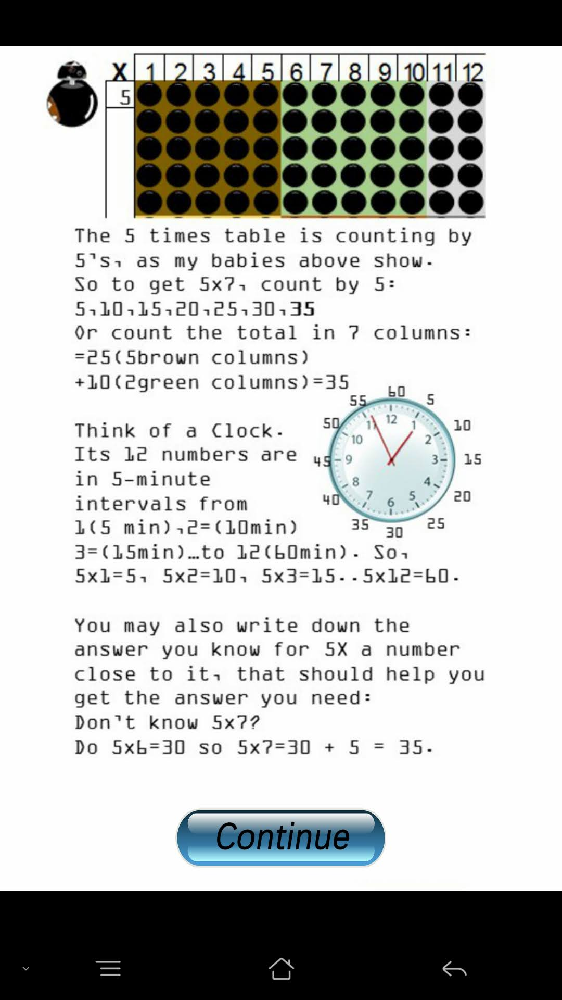 X 1 2 3 4 5 6 7 8 9 10 11 12
5
The 5 times table is counting by
5's, as my babies above show.
So to get 5x7, count by 5:
5,10,15,20,25,30,35
Or count the total in 7 columns:
=25(5brown columns)
+10(2green columns)=35
Think of a Clock.
Its 12 numbers are
in 5-minute
intervals from
1(5 min),2=(10min)
3=(15min)…to 12(60min). So,
5x1=5, 5x2=10, 5x3=15..5x12=60.
60
5
10
15
20
25
30
35
40
45
50
55
12
1
2
3
4
5
6
7
8
9
10
11
You may also write down the
answer you know for 5X a number
close to it, that should help you
get the answer you need:
Don't know 5x7?
Do 5x6=30 so 5x7=30 + 5 = 35.
Continue